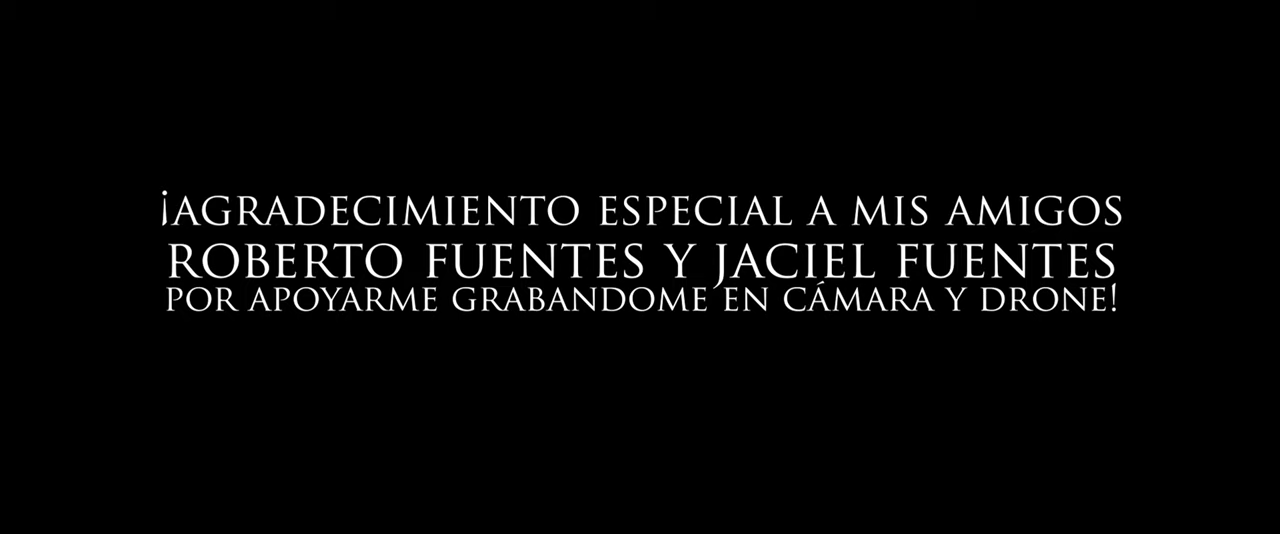 ¡AGRADECIMIENTO ESPECIAL A MIS AMIGOS
ROBERTO FUENTES Y JACIEL FUENTES
POR APOYARME GRABANDOME EN CÁMARA Y DRONE!